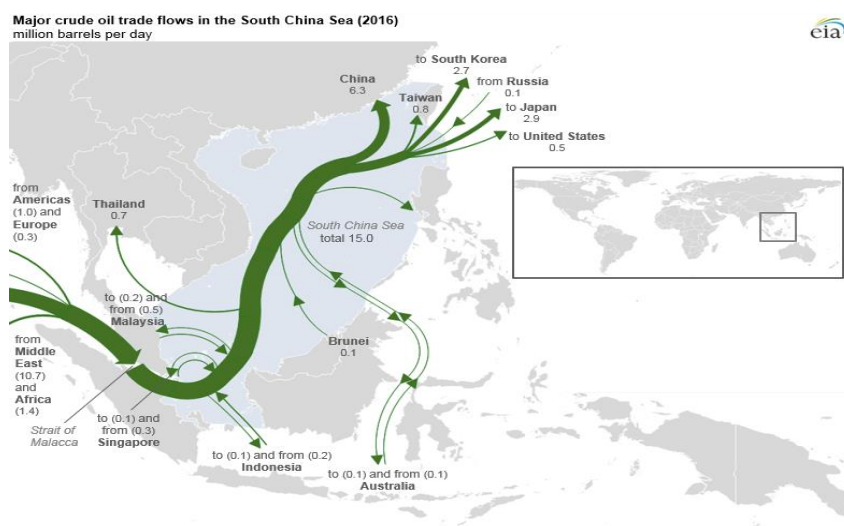 Major crude oil trade flows in the South China Sea (2016)
million barrels per day
eia
to South Korea
2.7
China
6.3
from Russia
0.1
Taiwan
0.8
to Japan
2.9
to United States
0.5
from
Americas
(1.0) and
Europe
(0.3)
Thailand
0.7
South China Sea
total 15.0
to (0.2) and
from (0.5)
Malaysia
from
Middle
East
(10.7)
and
Africa
(1.4)
Brunei
0.1
Strait of
Malacca
to (0.1) and
from (0.3)
Singapore
to (0.1) and from (0.2)
Indonesia
to (0.1) and from (0.1)
Australia